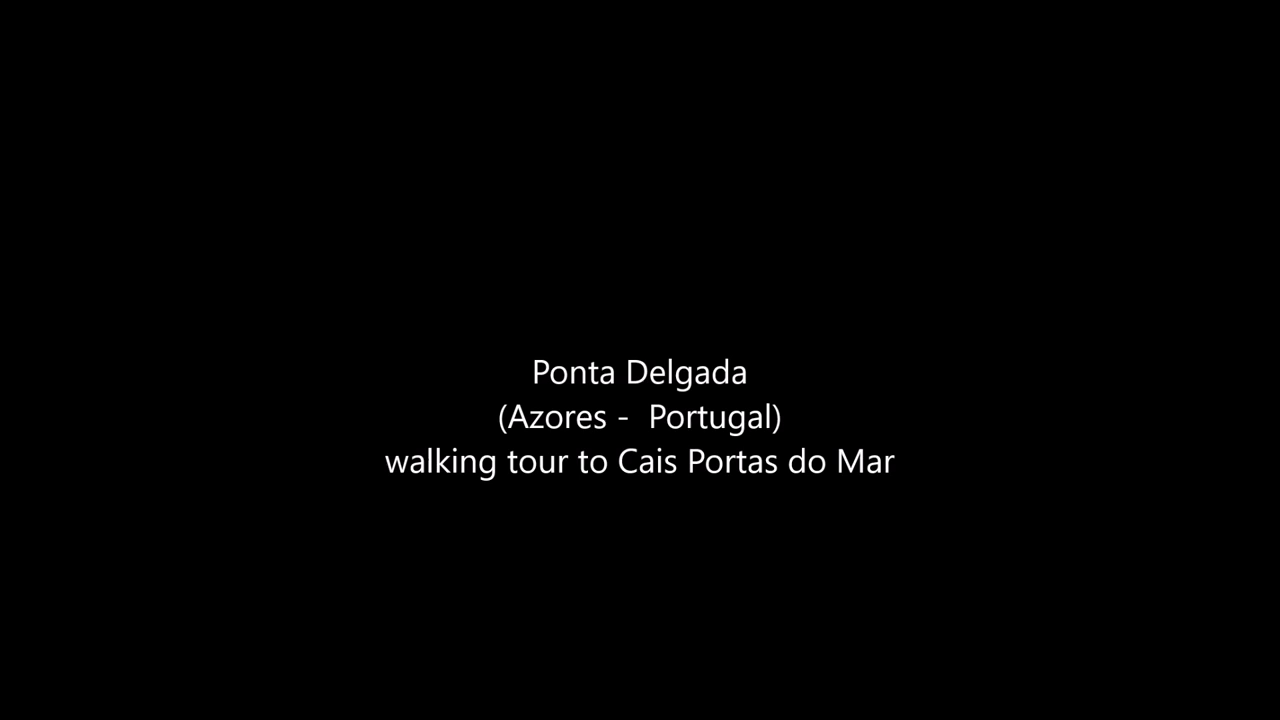 Ponta Delgada
(Azores -  Portugal)
walking tour to Cais Portas do Mar